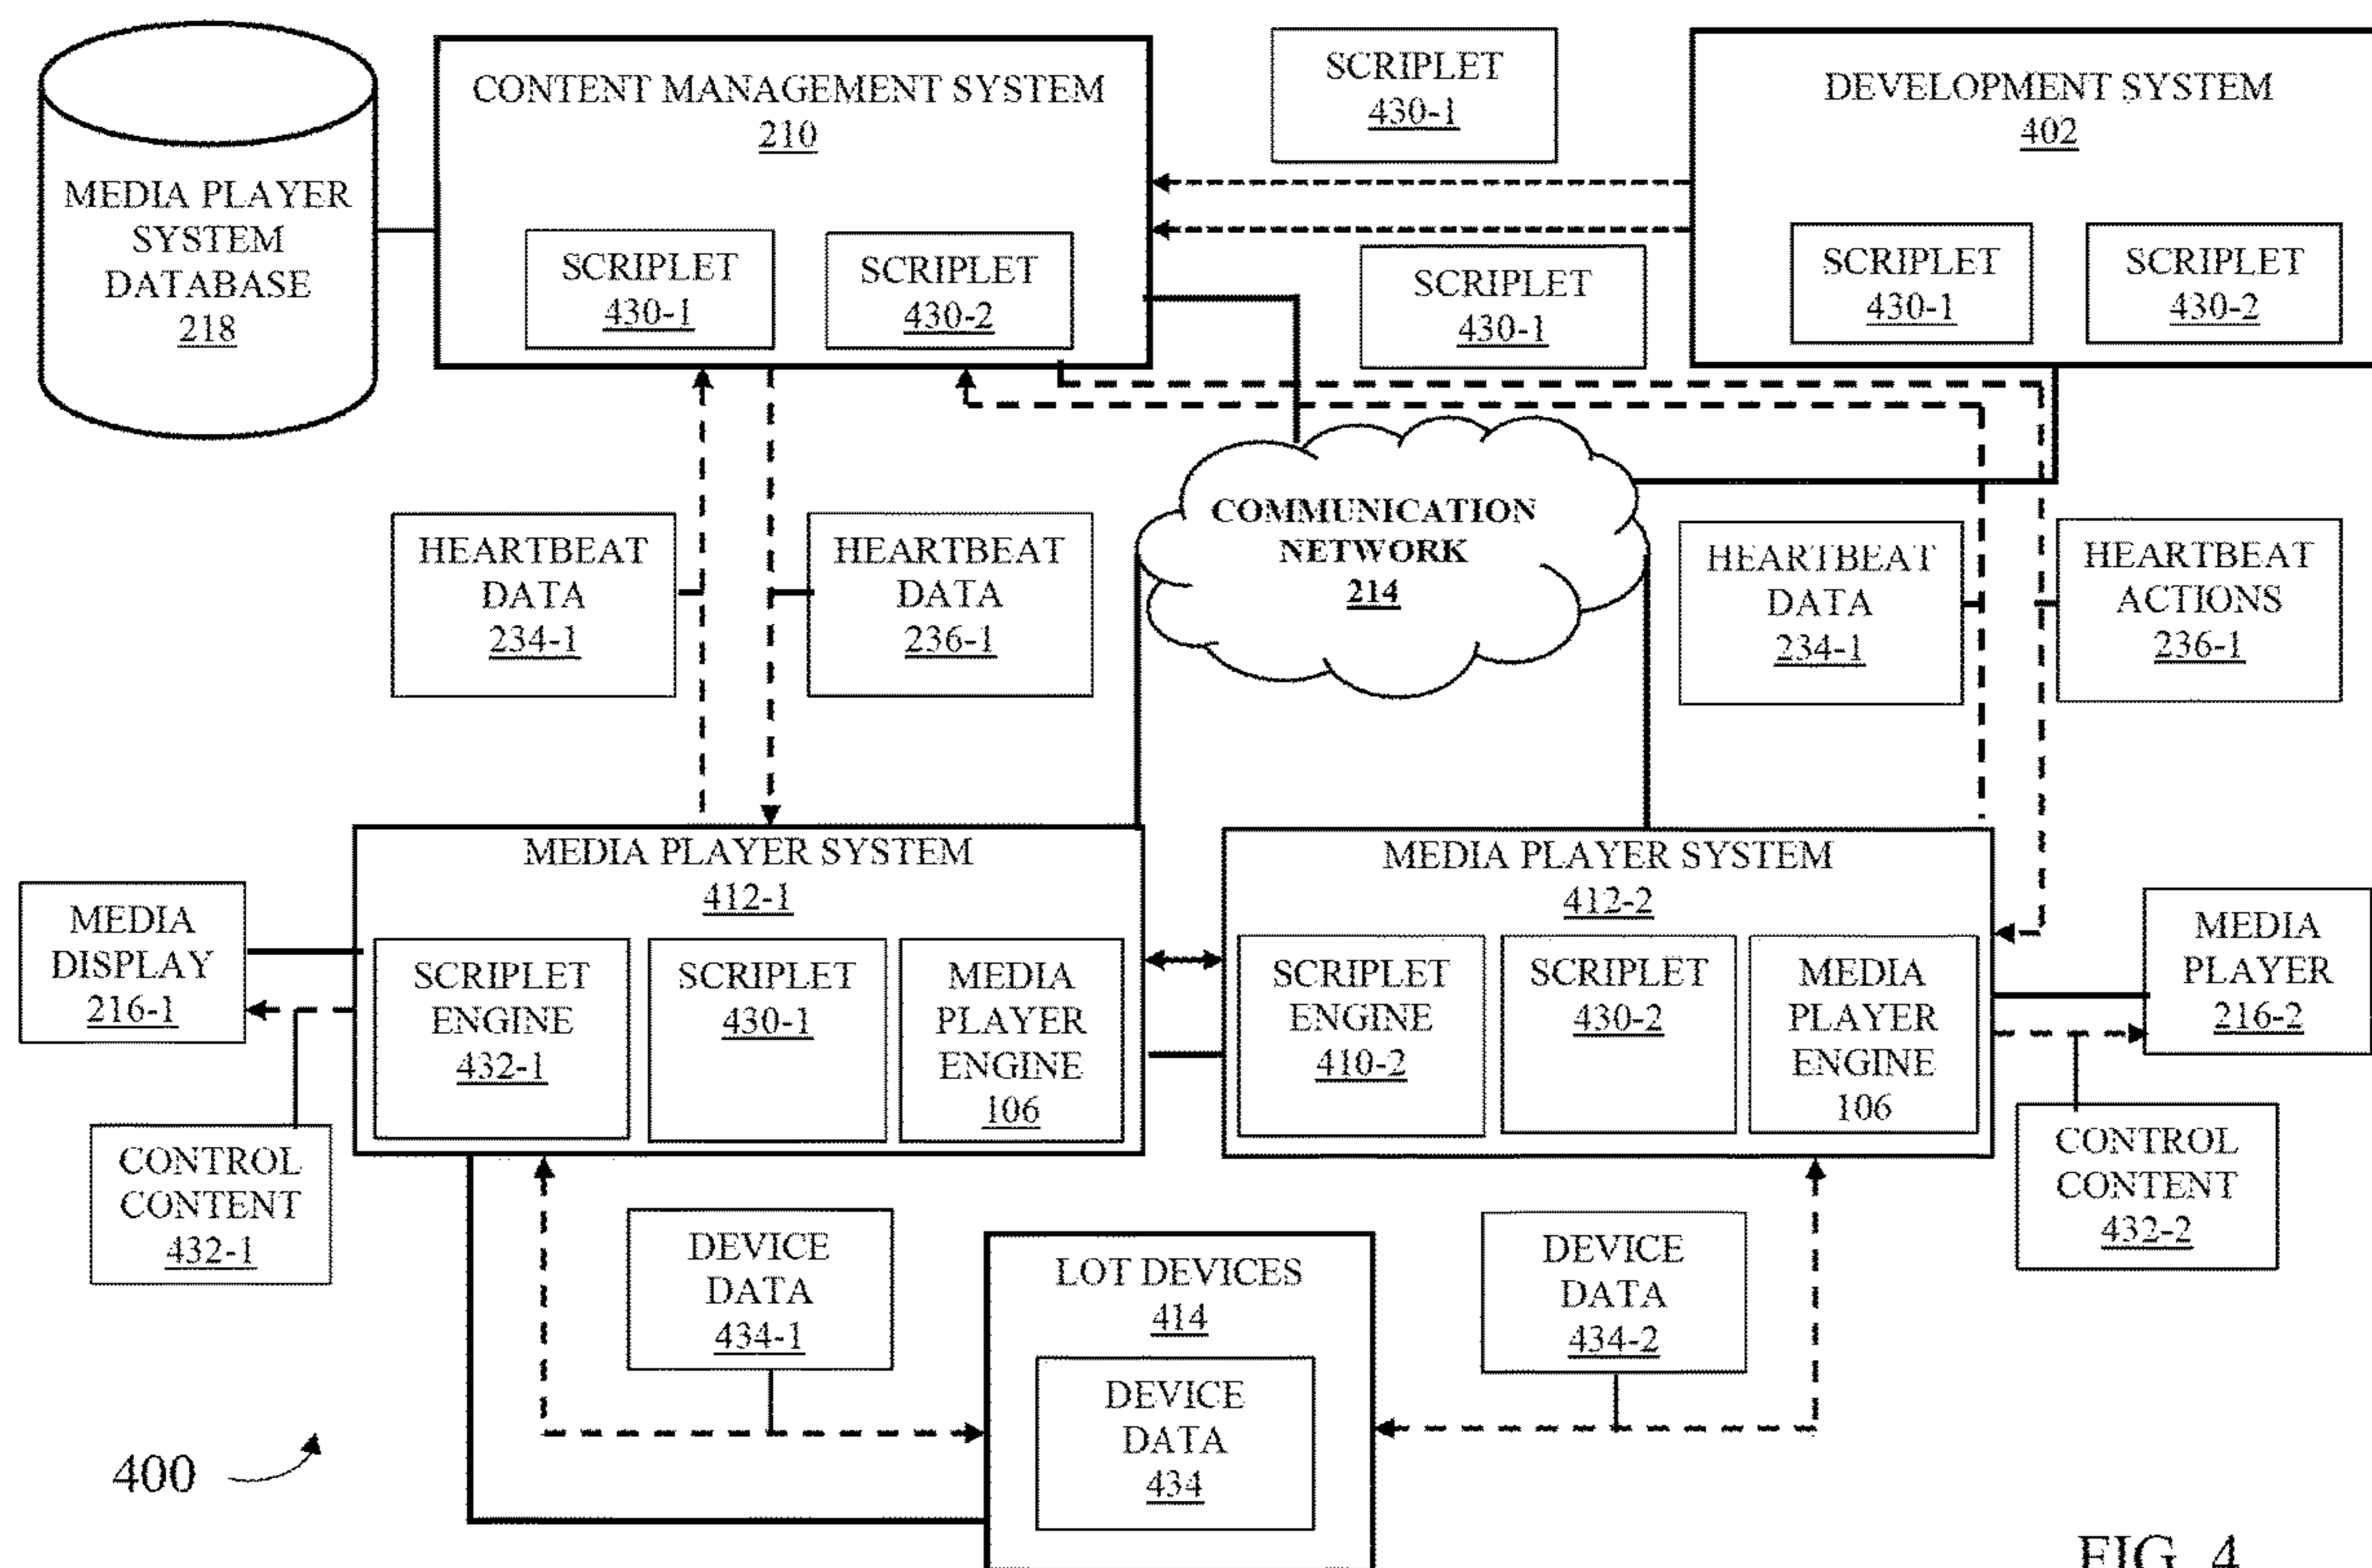 MEDIA PLAYER
SYSTEM
DATABASE
218
CONTENT MANAGEMENT SYSTEM
210
SCRIPLET
430-1
SCRIPLET
430-2
SCRIPLET
430-1
SCRIPLET
430-1
DEVELOPMENT SYSTEM
402
SCRIPLET
430-1
SCRIPLET
430-2
HEARTBEAT
DATA
234-1
HEARTBEAT
DATA
236-1
COMMUNICATION
NETWORK
214
HEARTBEAT
DATA
234-1
HEARTBEAT
ACTIONS
236-1
MEDIA
DISPLAY
216-1
MEDIA PLAYER SYSTEM
412-1
SCRIPLET
ENGINE
432-1
SCRIPLET
430-1
MEDIA
PLAYER
ENGINE
106
MEDIA PLAYER SYSTEM
412-2
SCRIPLET
ENGINE
410-2
SCRIPLET
430-2
MEDIA
PLAYER
ENGINE
106
MEDIA
PLAYER
216-2
CONTROL
CONTENT
432-1
DEVICE
DATA
434-1
LOT DEVICES
414
DEVICE
DATA
434
DEVICE
DATA
434-2
CONTROL
CONTENT
432-2
400
FIG. 4